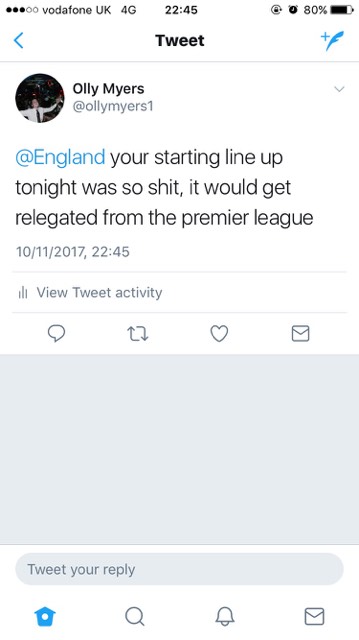 vodafone UK 4G 22:45 80%
Tweet
Olly Myers
@ollymyers1
@England your starting line up
tonight was so shit, it would get
relegated from the premier league
10/11/2017, 22:45
View Tweet activity
Tweet your reply